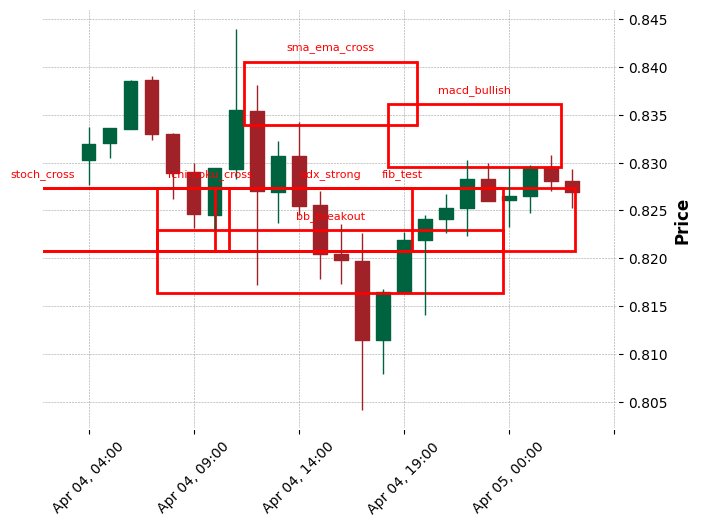 0.845
sma_ema_cross
0.840
macd_bullish
0.835
0.830
stoch_cross ichimoku_cross adx_strong fib_test
0.825
bb_breakout
0.820
0.815
0.810
0.805
Price
Apr 04, 04:00
Apr 04, 09:00
Apr 04, 14:00
Apr 04, 19:00
Apr 05, 00:00